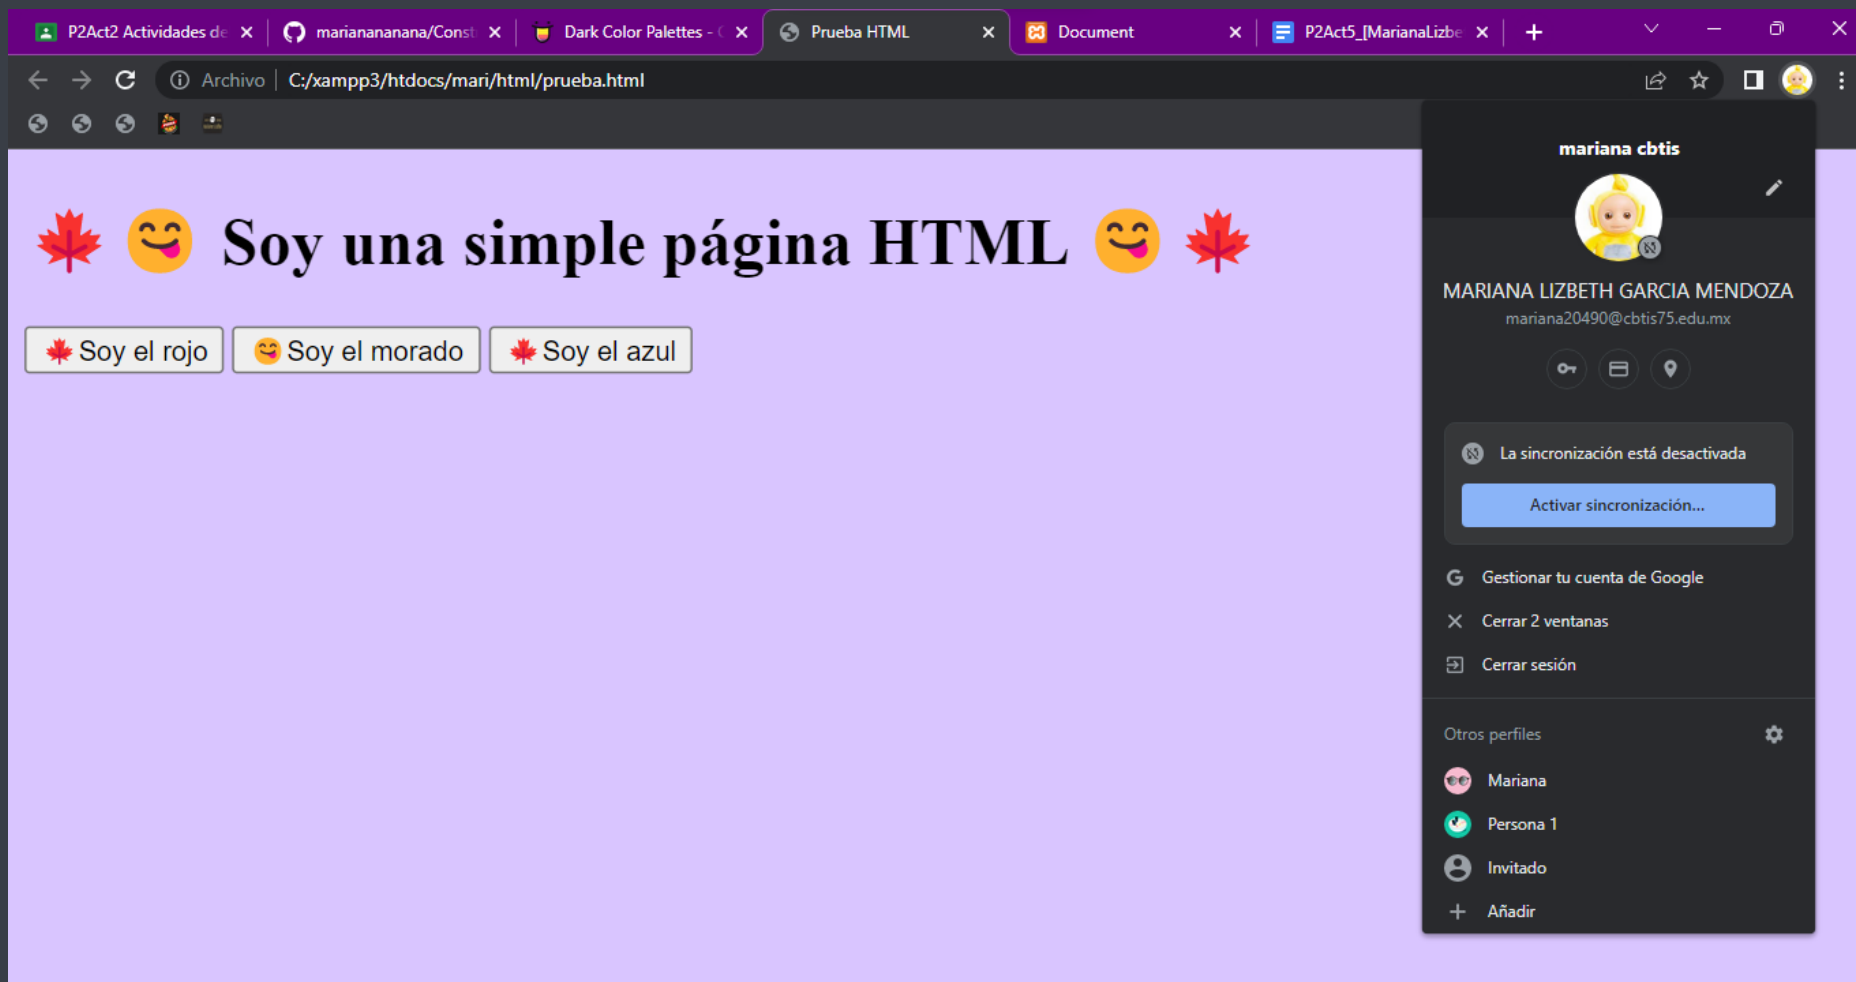 P2Act2 Actividades de
mariananana/Const
Dark Color Palettes - C
Prueba HTML
Document
P2Act5_[MarianaLizbe
Archivo
C:/xampp3/htdocs/mari/html/prueba.html
🍁 😋 Soy una simple página HTML 😋 🍁
🍁Soy el rojo
😋Soy el morado
🍁Soy el azul
mariana cbtis
MARIANA LIZBETH GARCIA MENDOZA
mariana20490@cbtis75.edu.mx
La sincronización está desactivada
Activar sincronización...
Gestionar tu cuenta de Google
Cerrar 2 ventanas
Cerrar sesión
Otros perfiles
Mariana
Persona 1
Invitado
Añadir